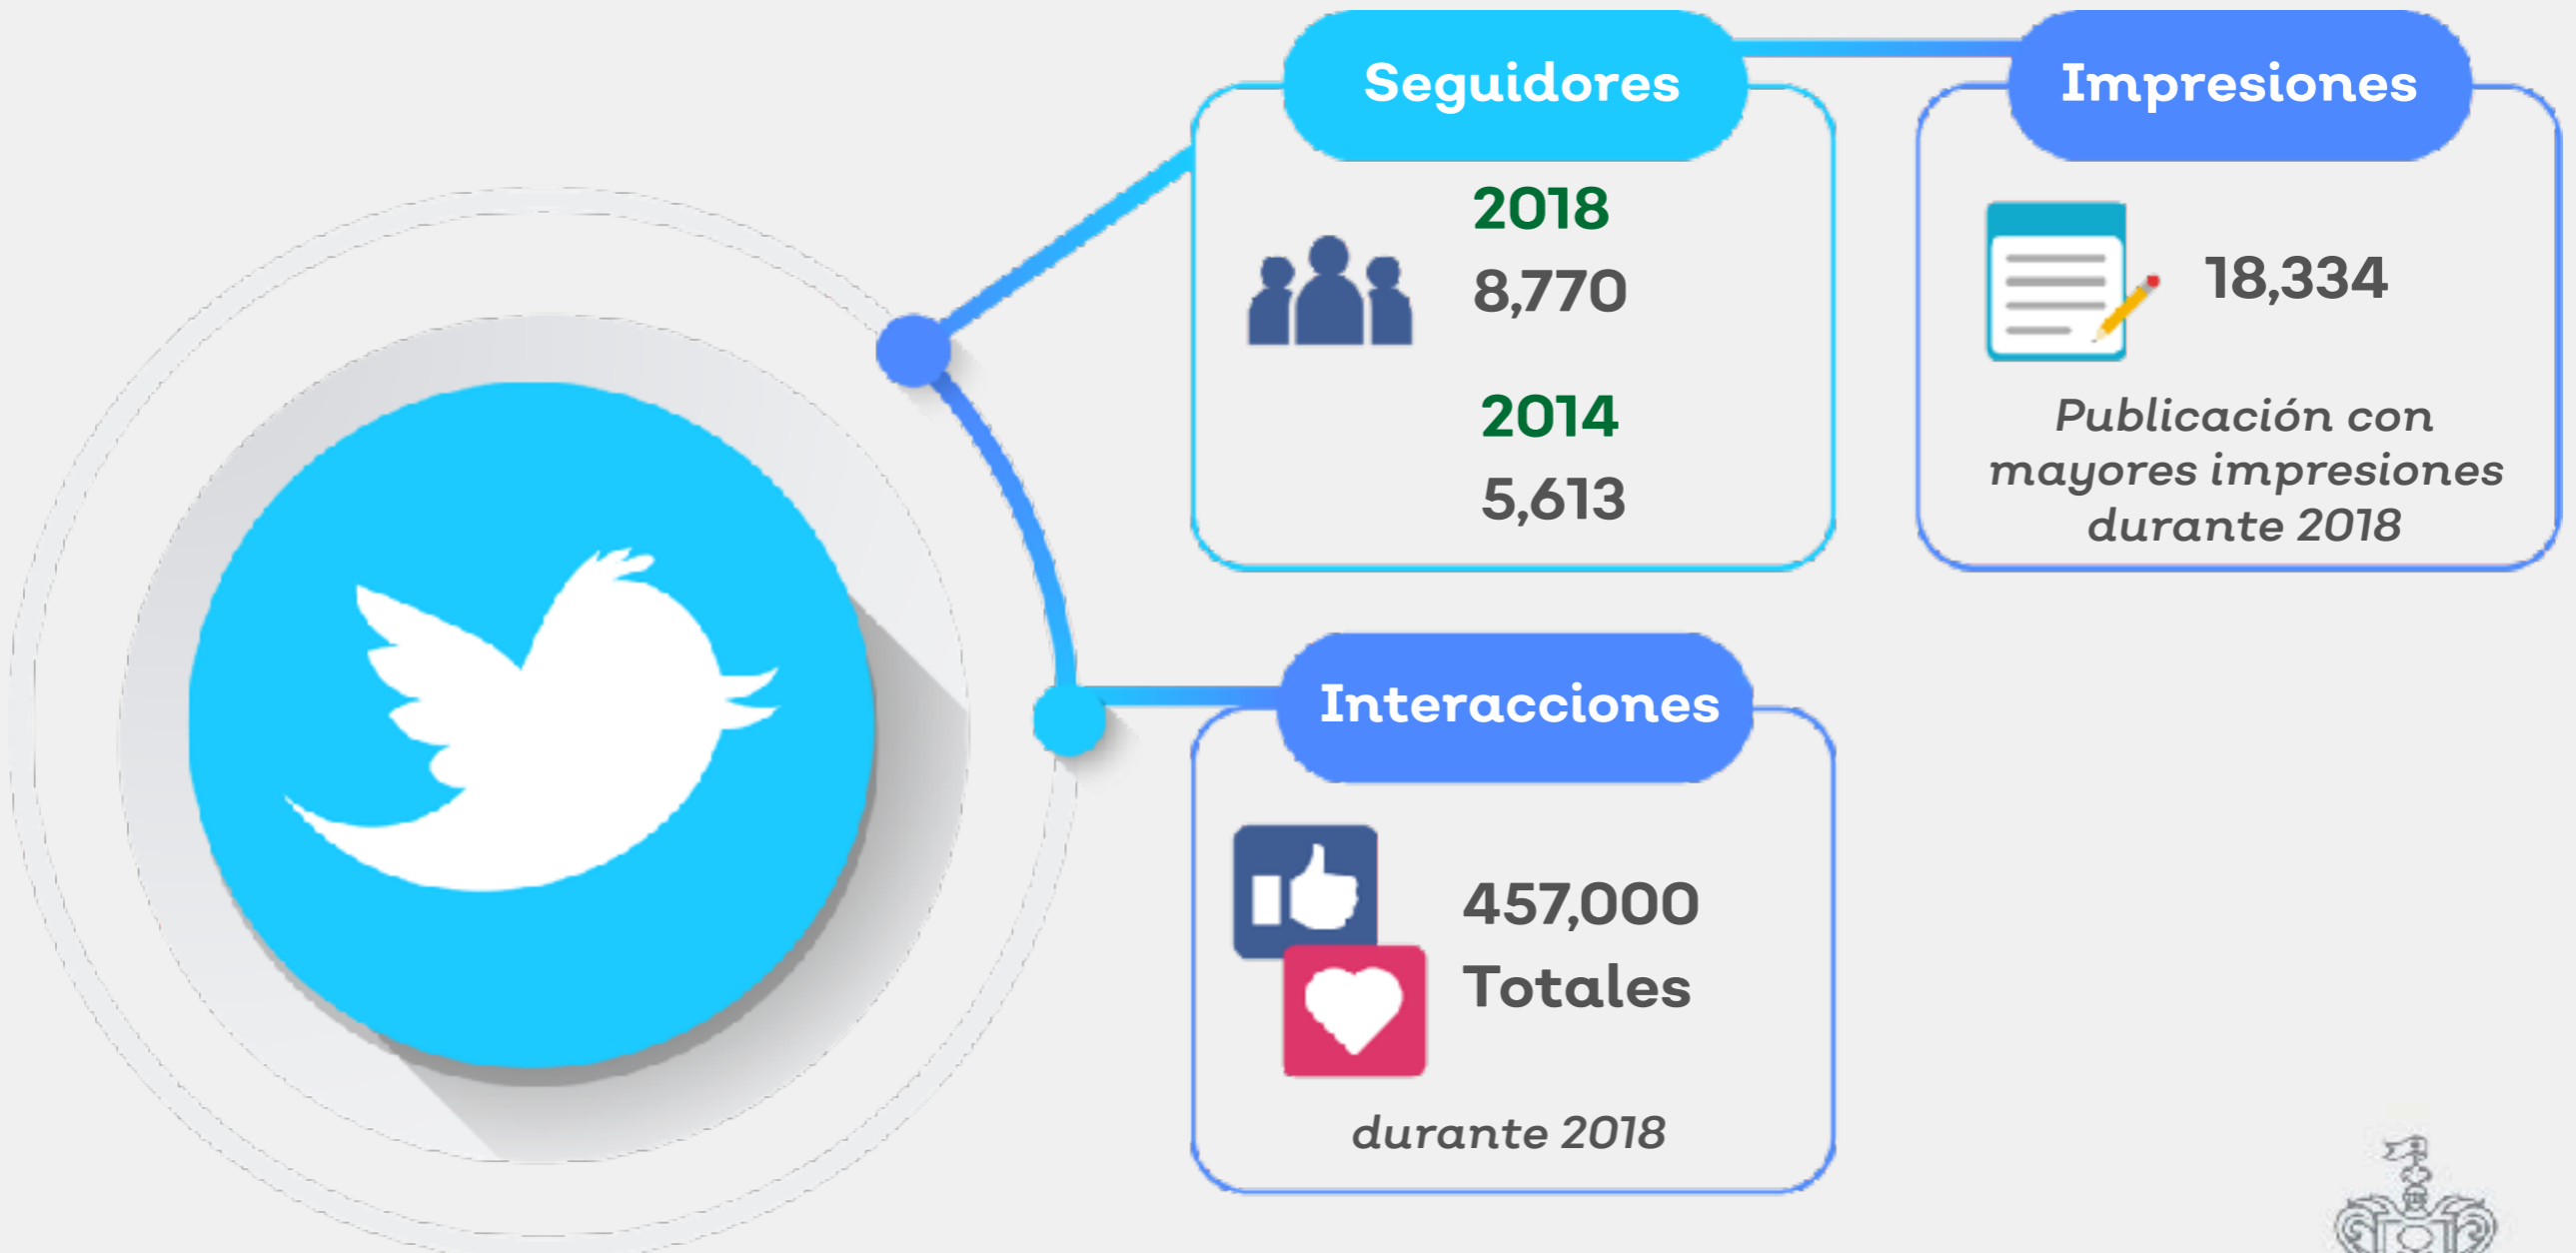 Seguidores
2018
8,770
2014
5,613
Impresiones
18,334
Publicación con
mayores impresiones
durante 2018
Interacciones
457,000
Totales
durante 2018